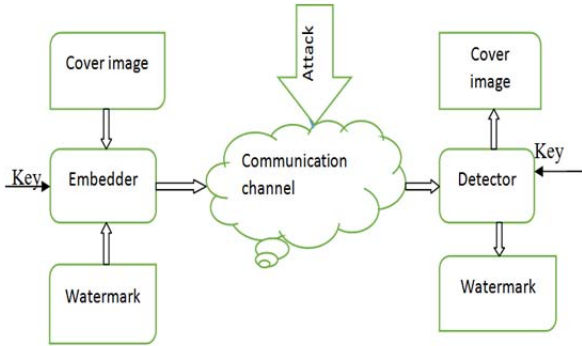 Cover image
Attack
Cover
image
Key
Embedder
Communication
channel
Detector
Key
Watermark
Watermark